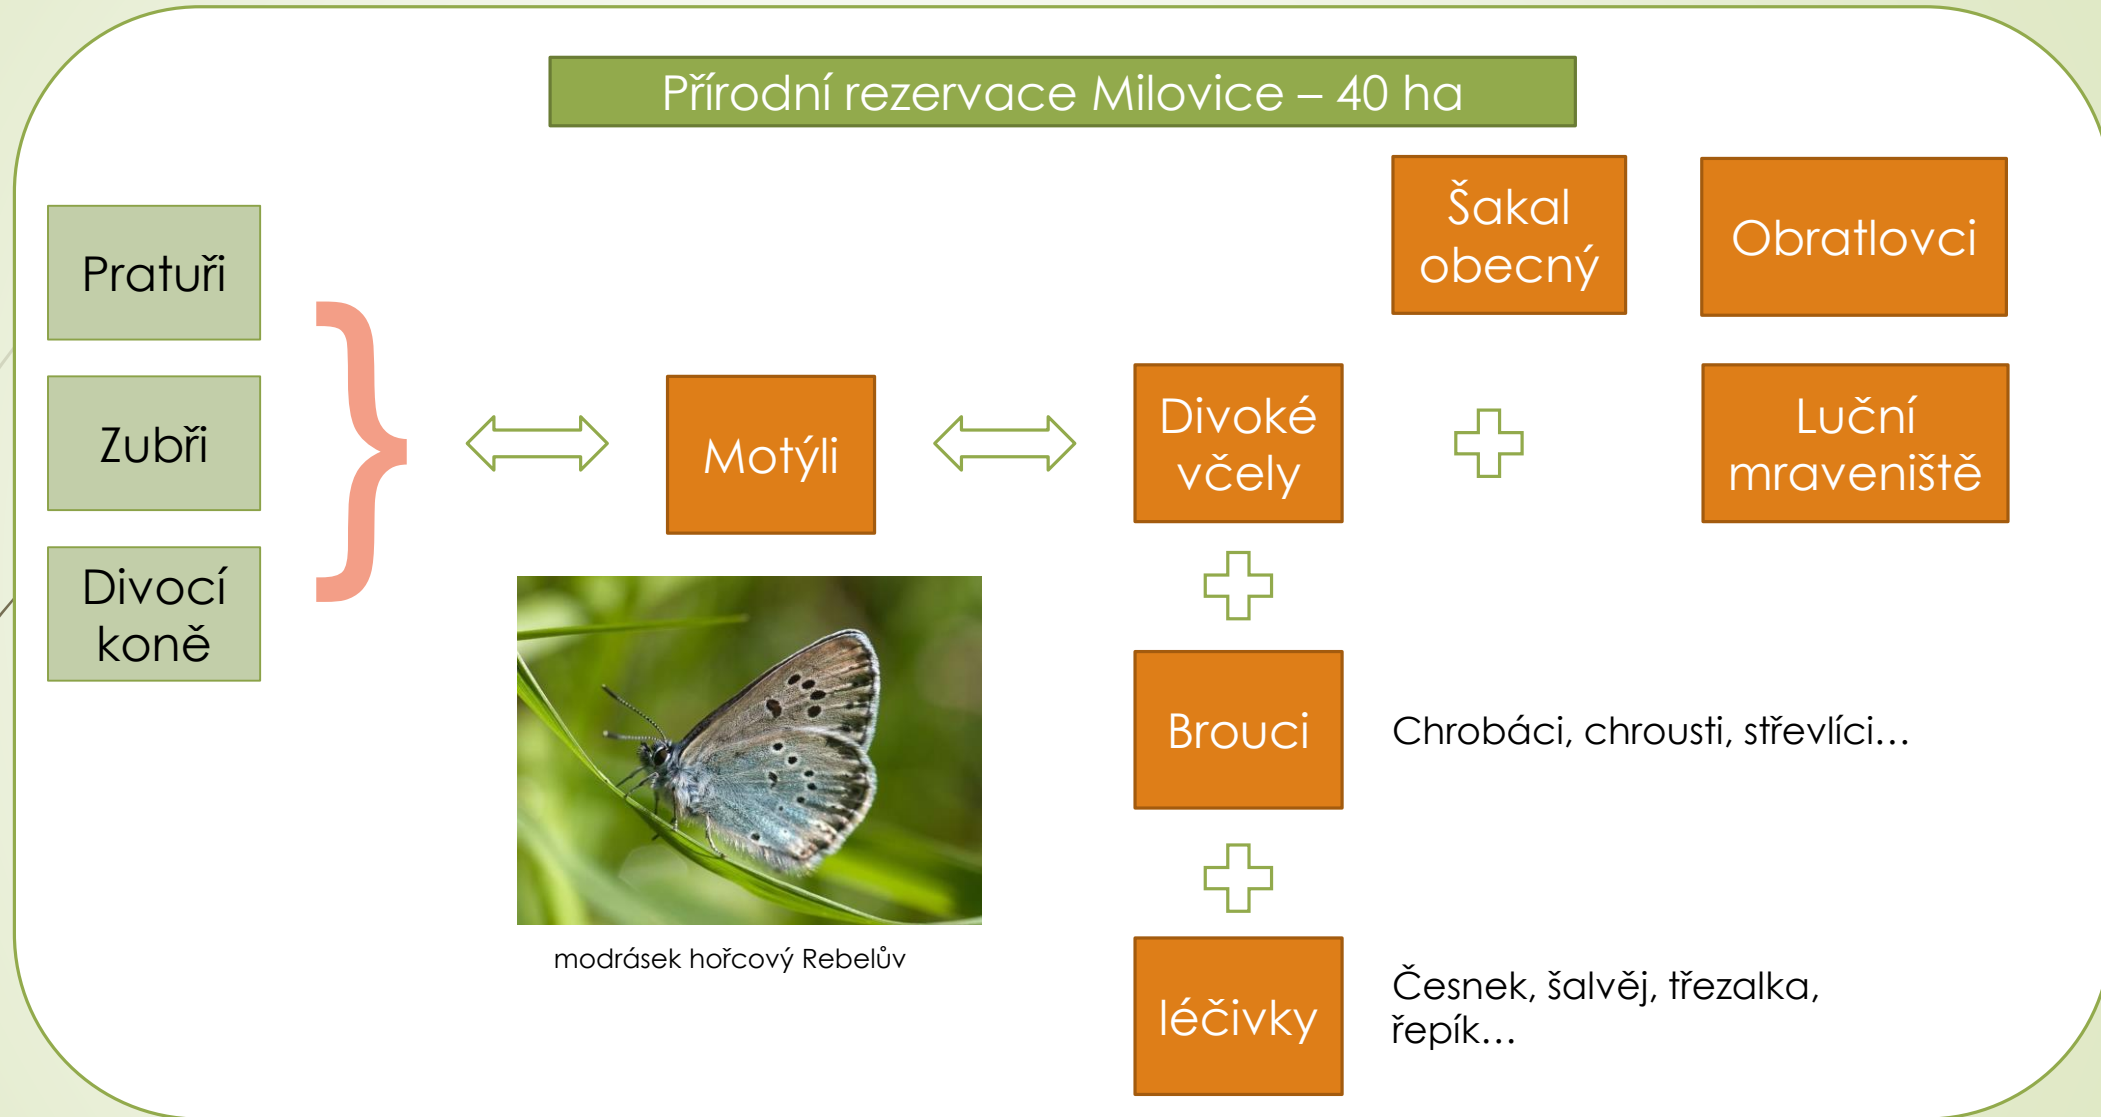 Přírodní rezervace Milovice – 40 ha
Pratuři
Zubři
Divocí
koně
Motýli
modrásek hořcový Rebelův
Divoké
včely
Šakal
obecný
Obratlovci
Luční
mraveniště
Brouci
Chrobáci, chrousti, střevlíci...
léčivky
Česnek, šalvěj, třezalka,
řepík...